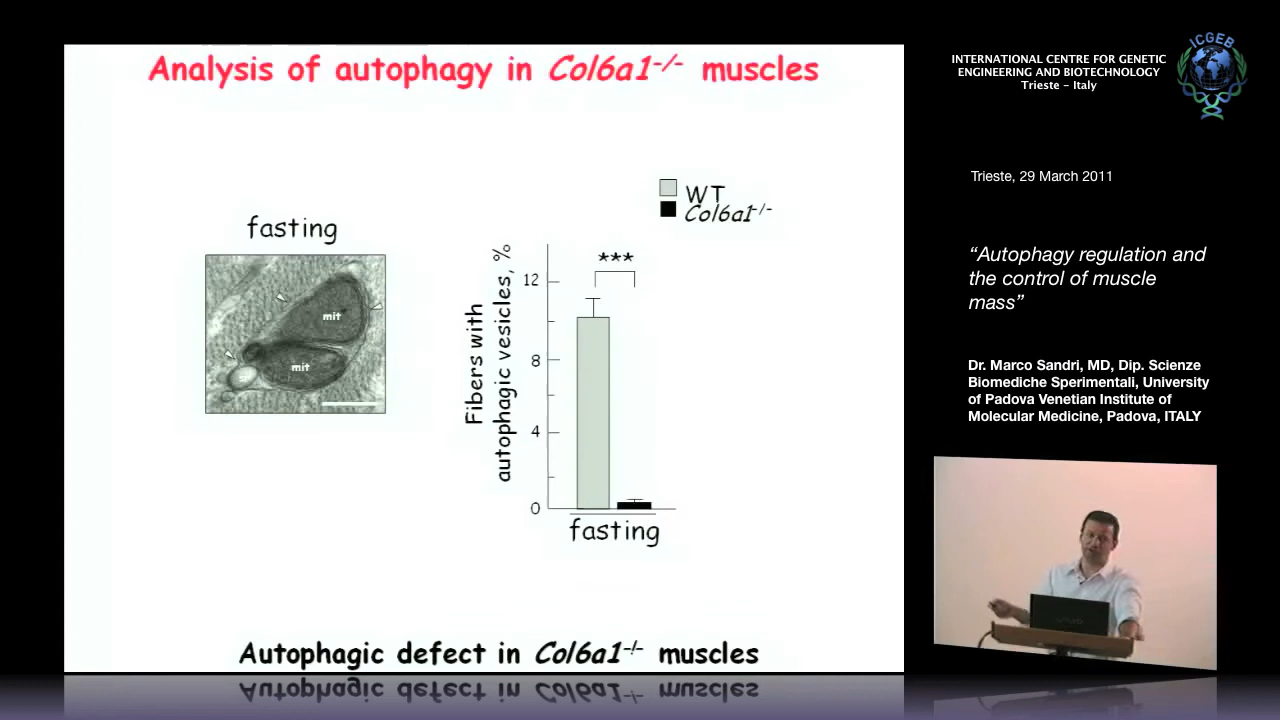 Analysis of autophagy in Col6a1-/- muscles
fasting
mit
mit
WT
Col6a1-/-
Fibers with
autophagic vesicles, %
***
12
8
4
0
fasting
Autophagic defect in Col6a1-/- muscles
INTERNATIONAL CENTRE FOR GENETIC
ENGINEERING AND BIOTECHNOLOGY
Trieste - Italy
ICGEB
Trieste, 29 March 2011
“Autophagy regulation and
the control of muscle
mass”
Dr. Marco Sandri, MD, Dip. Scienze
Biomediche Sperimentali, University
of Padova Venetian Institute of
Molecular Medicine, Padova, ITALY